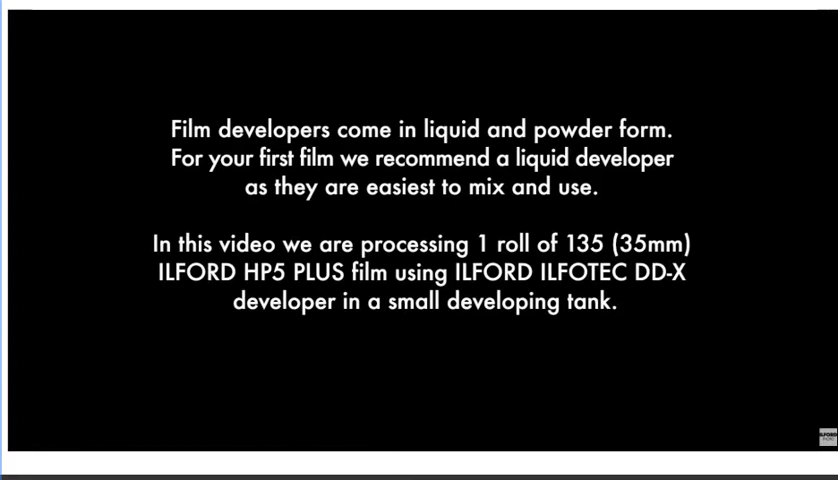 Film developers come in liquid and powder form.
For your first film we recommend a liquid developer
as they are easiest to mix and use.
In this video we are processing 1 roll of 135 (35mm)
ILFORD HP5 PLUS film using ILFORD ILFOTEC DD-X
developer in a small developing tank.
ILFORD